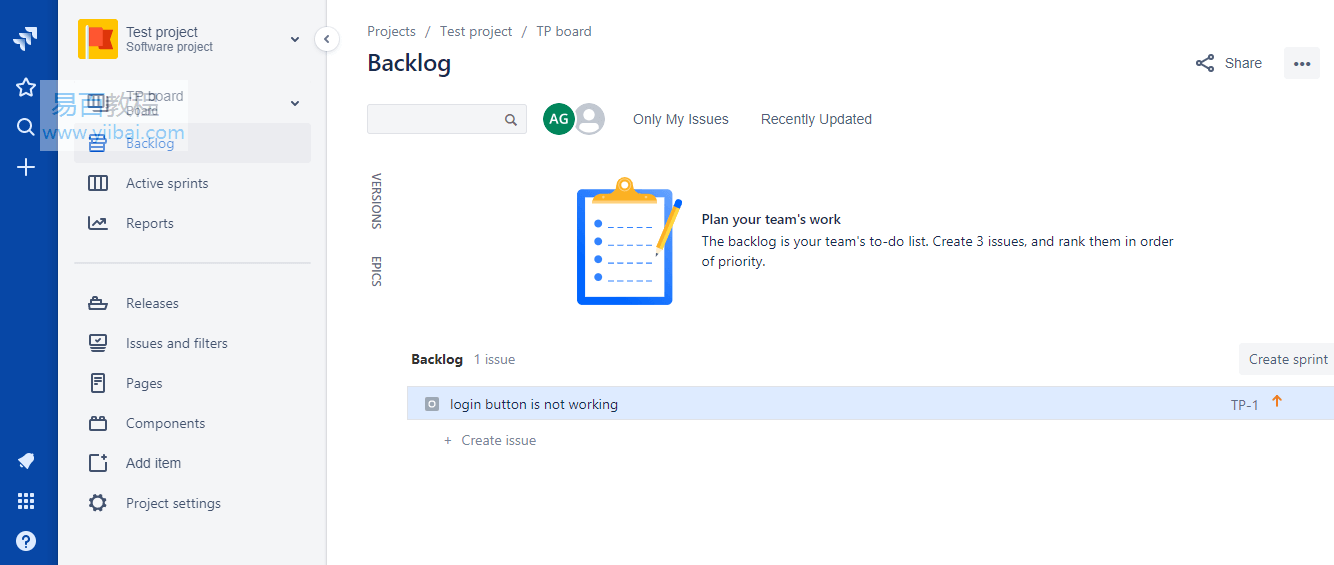 Test project
Software project
TP board
Board
易百教程
www.yiibai.com
Backlog
Active sprints
Reports
Releases
Issues and filters
Pages
Components
Add item
Project settings
Projects / Test project / TP board
Backlog
Share
AG
Only My Issues
Recently Updated
VERSIONS
EPICS
Plan your team's work
The backlog is your team's to-do list. Create 3 issues, and rank them in order
of priority.
Backlog 1 issue
Create sprint
login button is not working
TP-1
+ Create issue